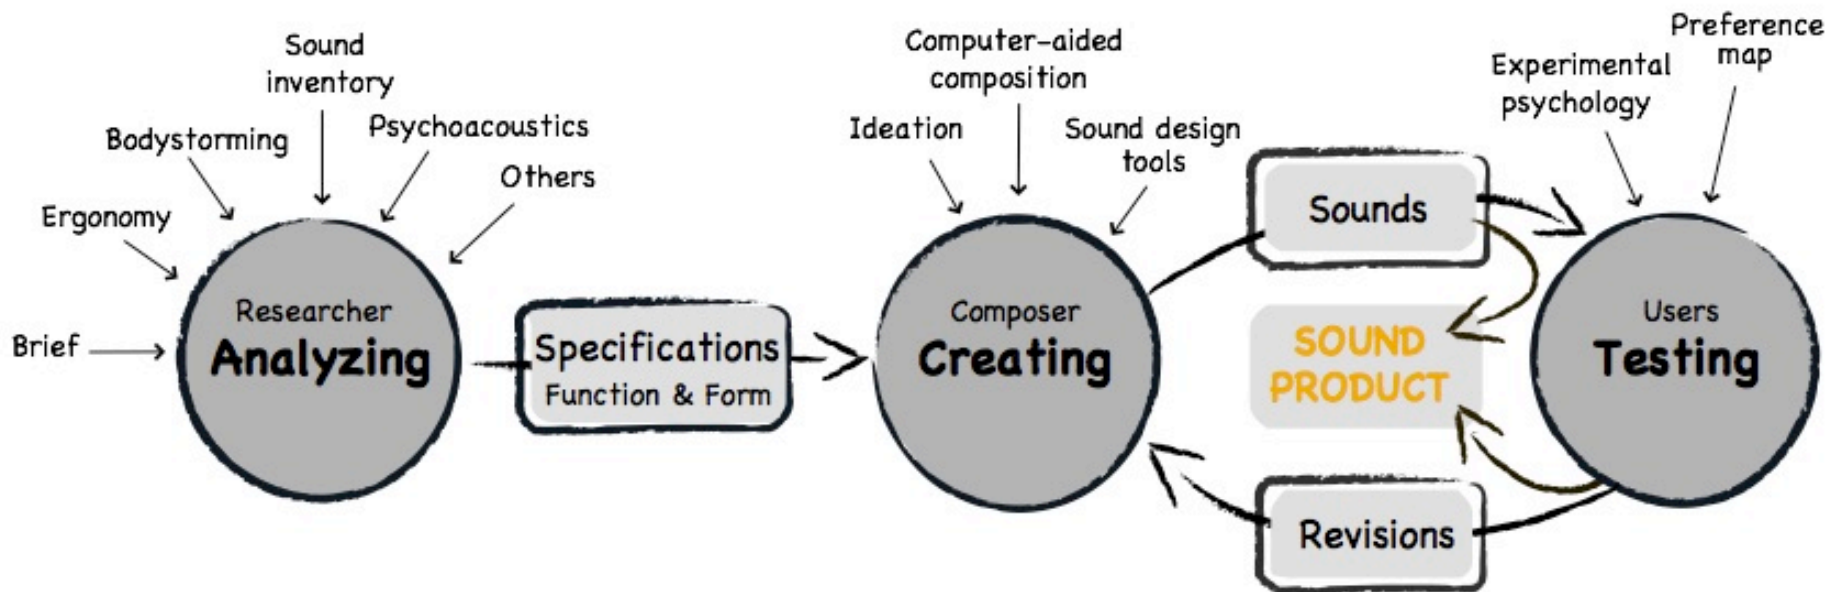 Brief
Ergonomy
Bodystorming
Sound
inventory
Psychoacoustics
Others
Researcher
Analyzing
Specifications
Function & Form
Ideation
Computer-aided
composition
Sound design
tools
Composer
Creating
Sounds
SOUND
PRODUCT
Revisions
Experimental
psychology
Preference
map
Users
Testing